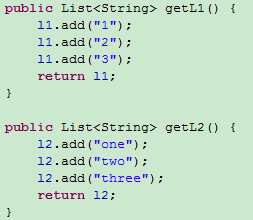 public List<String> getL1() {
    l1.add("1");
    l1.add("2");
    l1.add("3");
    return l1;
}

public List<String> getL2() {
    l2.add("one");
    l2.add("two");
    l2.add("three");
    return l2;
}